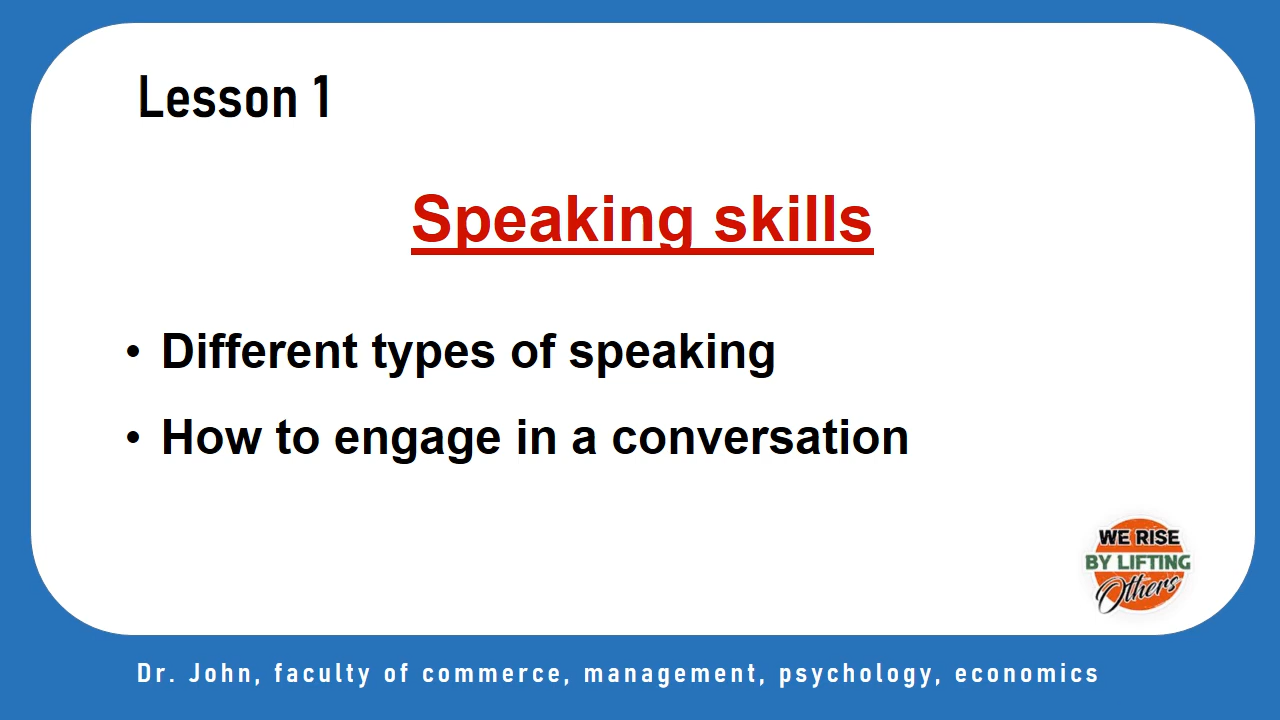 Lesson 1
Speaking skills
• Different types of speaking
• How to engage in a conversation
WE RISE
BY LIFTING
Others
Dr. John, faculty of commerce, management, psychology, economics